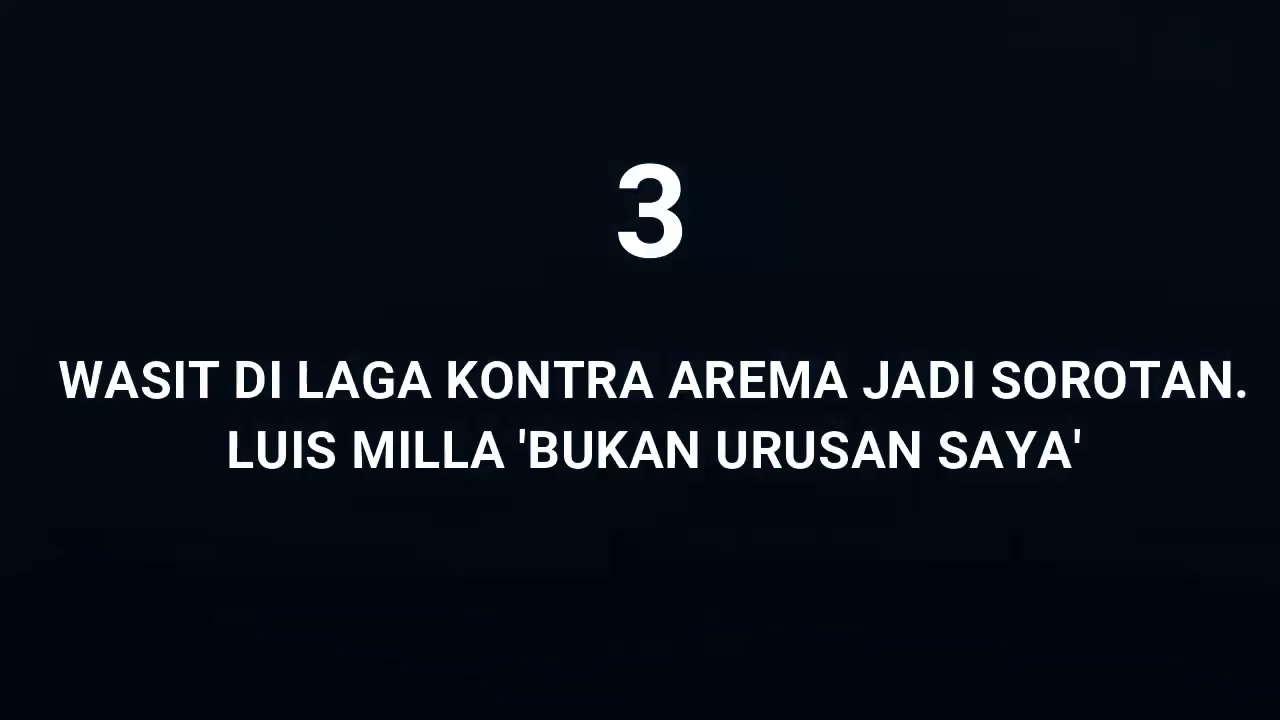 3
WASIT DI LAGA KONTRA AREMA JADI SOROTAN.
LUIS MILLA 'BUKAN URUSAN SAYA'